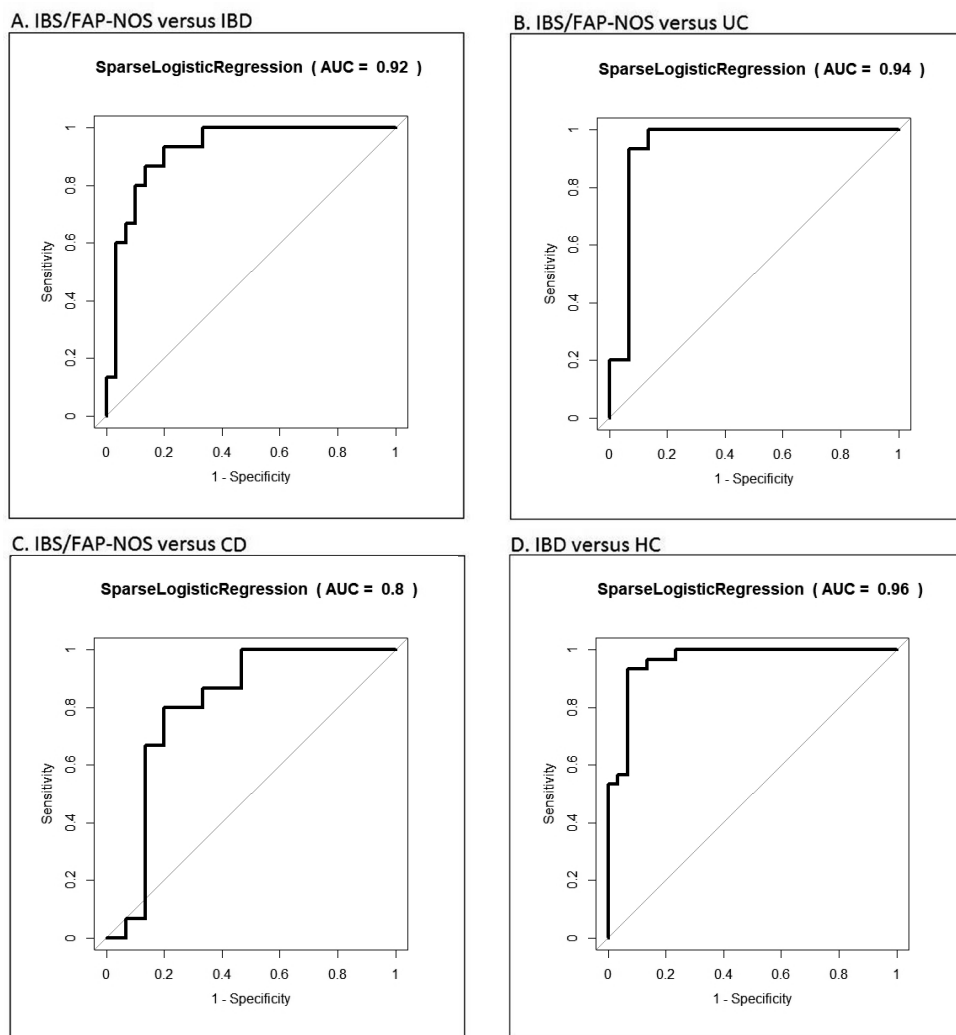 A. IBS/FAP-NOS versus IBD
SparseLogisticRegression ( AUC = 0.92 )
1
0.8
0.6
0.4
0.2
0
Sensitivity
0 0.2 0.4 0.6 0.8 1
1 - Specificity
B. IBS/FAP-NOS versus UC
SparseLogisticRegression ( AUC = 0.94 )
1
0.8
0.6
0.4
0.2
0
Sensitivity
0 0.2 0.4 0.6 0.8 1
1 - Specificity
C. IBS/FAP-NOS versus CD
SparseLogisticRegression ( AUC = 0.8 )
1
0.8
0.6
0.4
0.2
0
Sensitivity
0 0.2 0.4 0.6 0.8 1
1 - Specificity
D. IBD versus HC
SparseLogisticRegression ( AUC = 0.96 )
1
0.8
0.6
0.4
0.2
0
Sensitivity
0 0.2 0.4 0.6 0.8 1
1 - Specificity